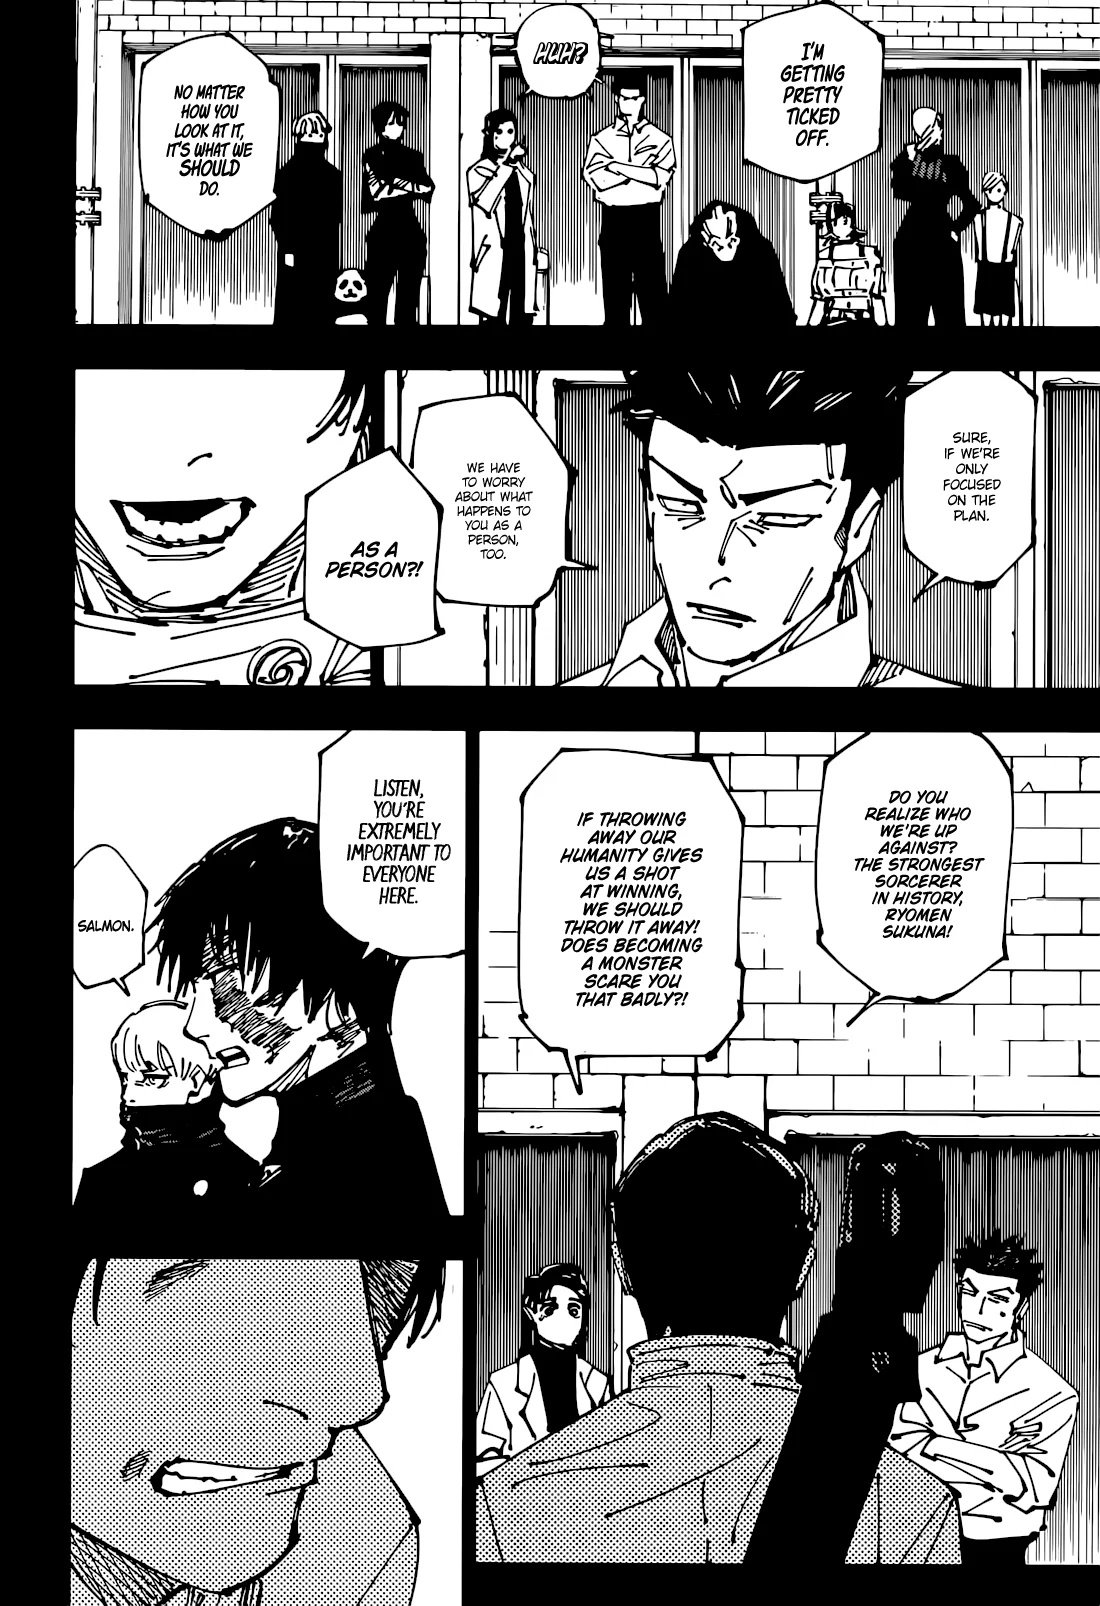 I'M
GETTING
PRETTY
TICKED
OFF.
HUH?
NO MATTER
HOW YOU
LOOK AT IT,
IT'S WHAT WE
SHOULD
DO.
SURE,
IF WE'RE
ONLY
FOCUSED
ON THE
PLAN.
WE HAVE
TO WORRY
ABOUT WHAT
HAPPENS TO
YOU AS A
PERSON,
TOO.
AS A
PERSON?!
DO YOU
REALIZE WHO
WE'RE UP
AGAINST?
THE STRONGEST
SORCERER
IN HISTORY,
RYOMEN
SUKUNA!
IF THROWING
AWAY OUR
HUMANITY GIVES
US A SHOT
AT WINNING,
WE SHOULD
THROW IT AWAY!
DOES BECOMING
A MONSTER
SCARE YOU
THAT BADLY?!
LISTEN,
YOU'RE
EXTREMELY
IMPORTANT TO
EVERYONE
HERE.
SALMON.